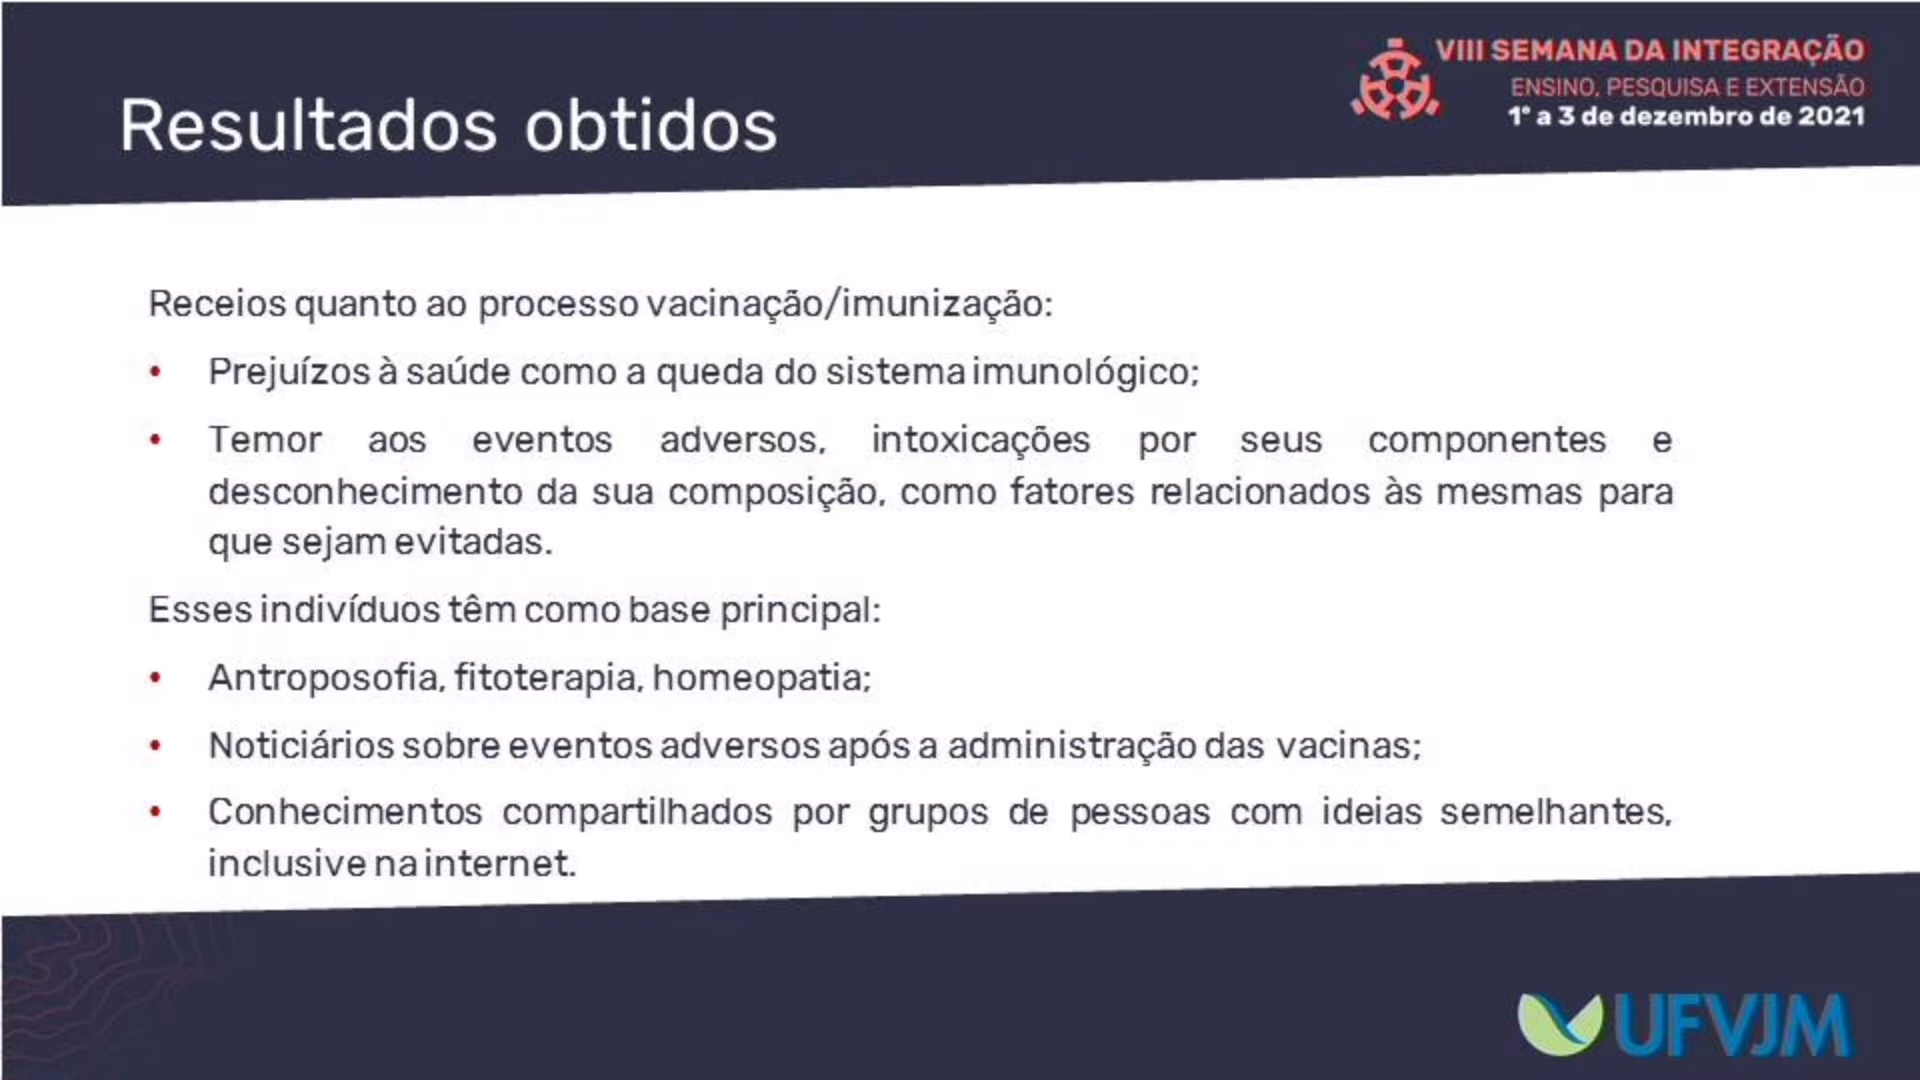 VIII SEMANA DA INTEGRAÇÃO
ENSINO, PESQUISA E EXTENSÃO
1° a 3 de dezembro de 2021
Resultados obtidos
Receios quanto ao processo vacinação/imunização:
• Prejuízos à saúde como a queda do sistema imunológico;
• Temor aos eventos adversos, intoxicações por seus componentes e
desconhecimento da sua composição, como fatores relacionados às mesmas para
que sejam evitadas.
Esses indivíduos têm como base principal:
• Antroposofia, fitoterapia, homeopatia;
• Noticiários sobre eventos adversos após a administração das vacinas;
• Conhecimentos compartilhados por grupos de pessoas com ideias semelhantes,
inclusive na internet.
UFVJM